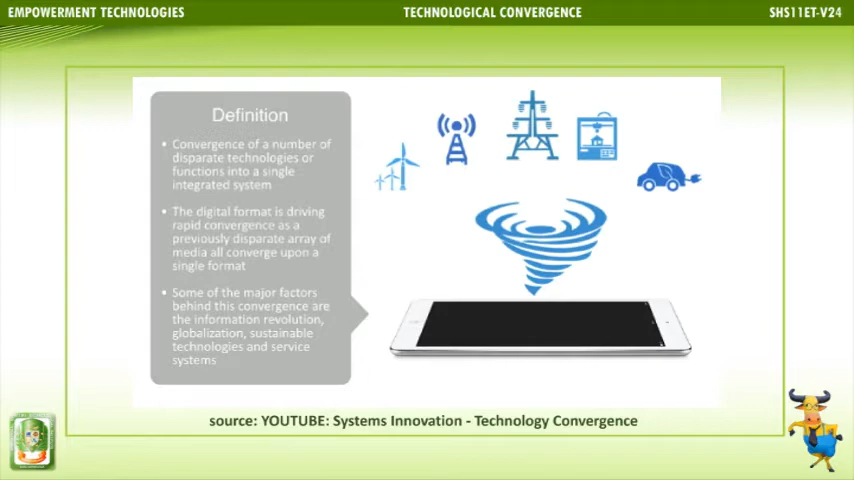 EMPOWERMENT TECHNOLOGIES
TECHNOLOGICAL CONVERGENCE
SHS11ET-V24
Definition
• Convergence of a number of
disparate technologies or
functions into a single
integrated system
• The digital format is driving
rapid convergence as a
previously disparate array of
media all converge upon a
single format
• Some of the major factors
behind this convergence are
the information revolution,
globalization, sustainable
technologies and service
systems
source: YOUTUBE: Systems Innovation - Technology Convergence